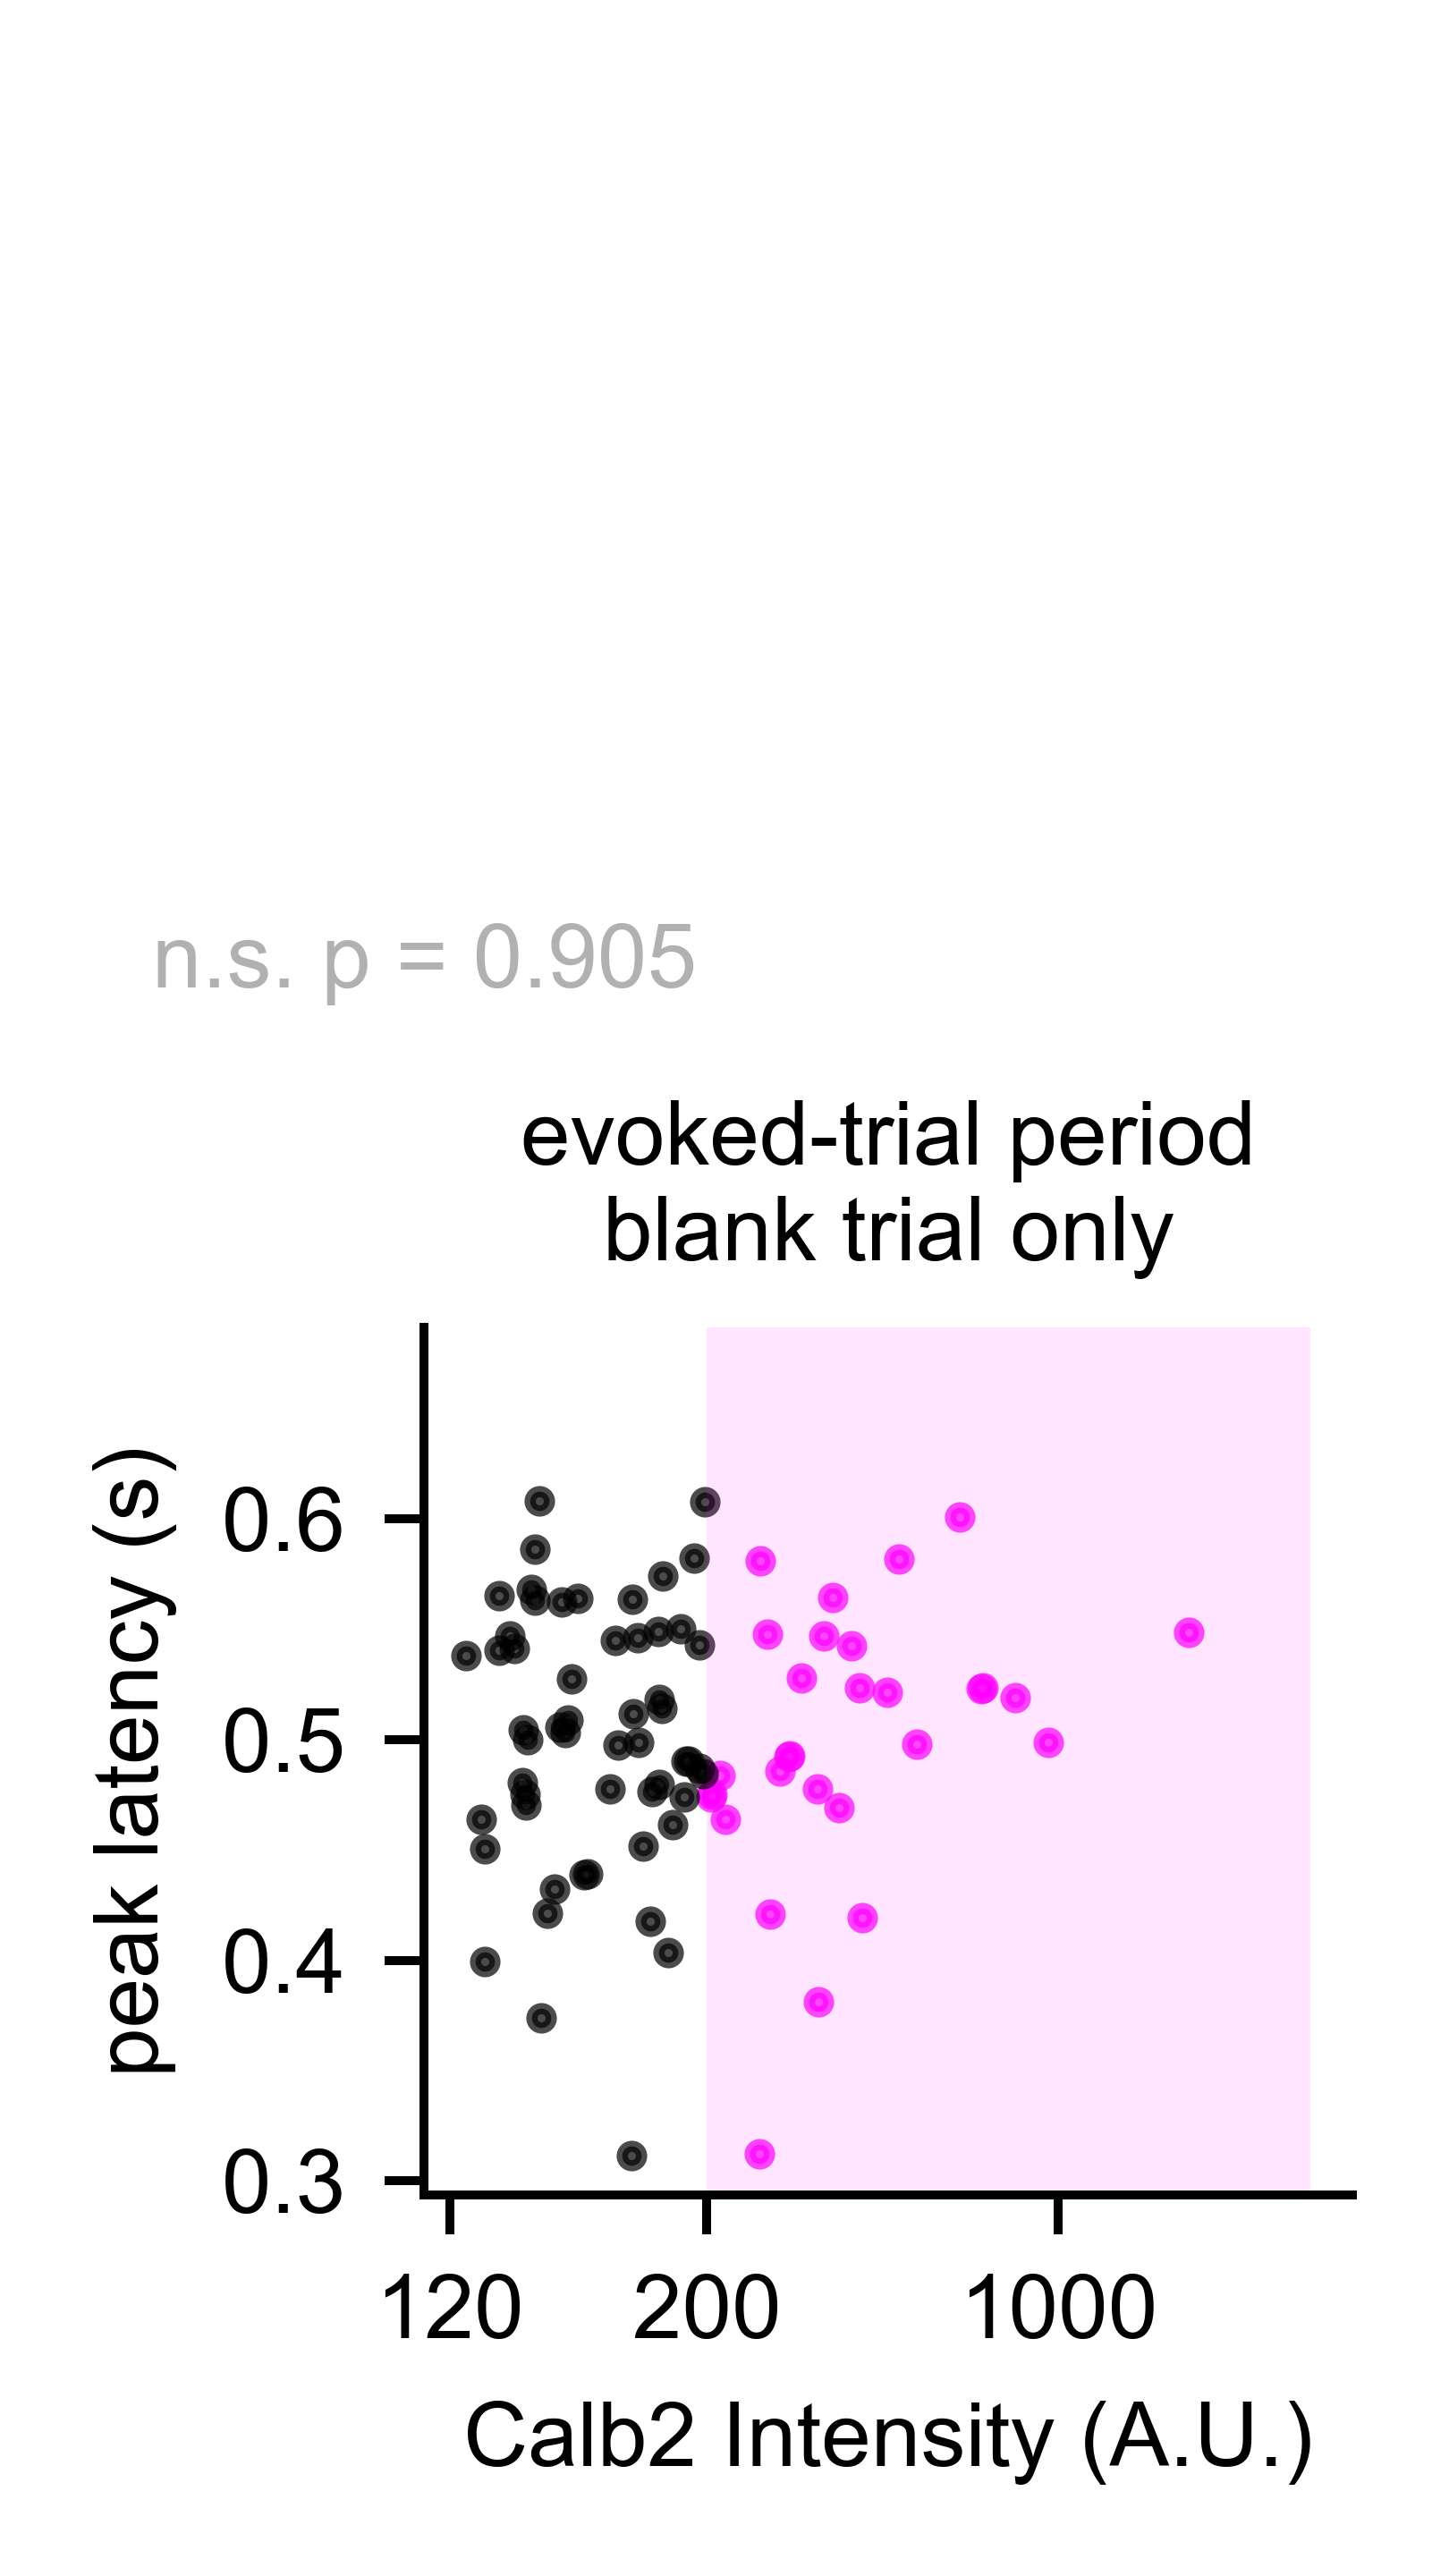 n.s. p = 0.905
evoked-trial period
blank trial only
peak latency (s)
0.6
0.5
0.4
0.3
120 200 1000
Calb2 Intensity (A.U.)